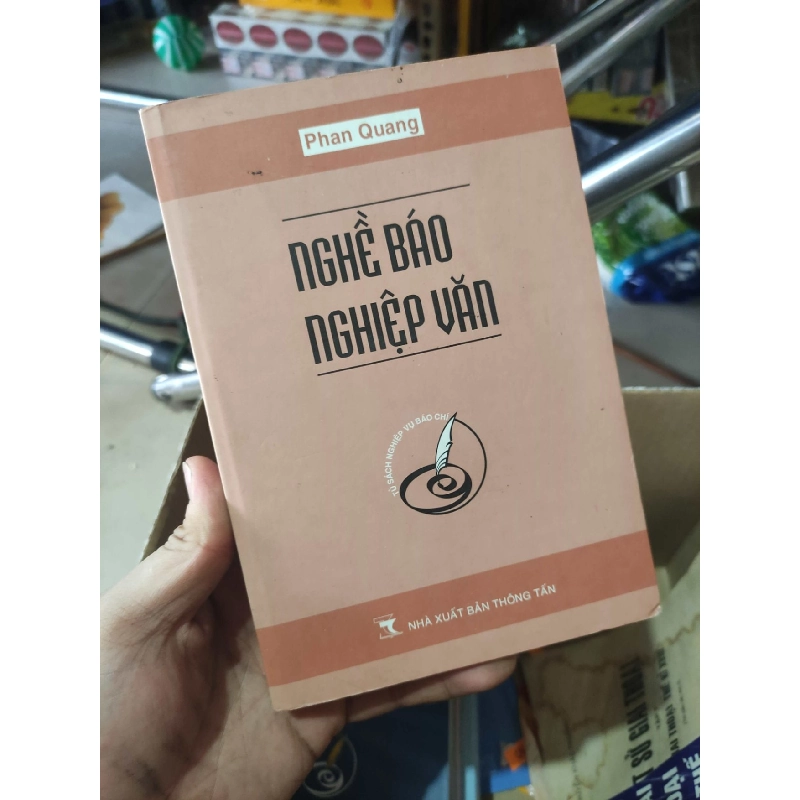 Phan Quang
NGHỀ BÁO
NGHIỆP VĂN
TỦ SÁCH NGHIỆP VỤ BÁO CHÍ
NHÀ XUẤT BẢN THÔNG TẤN